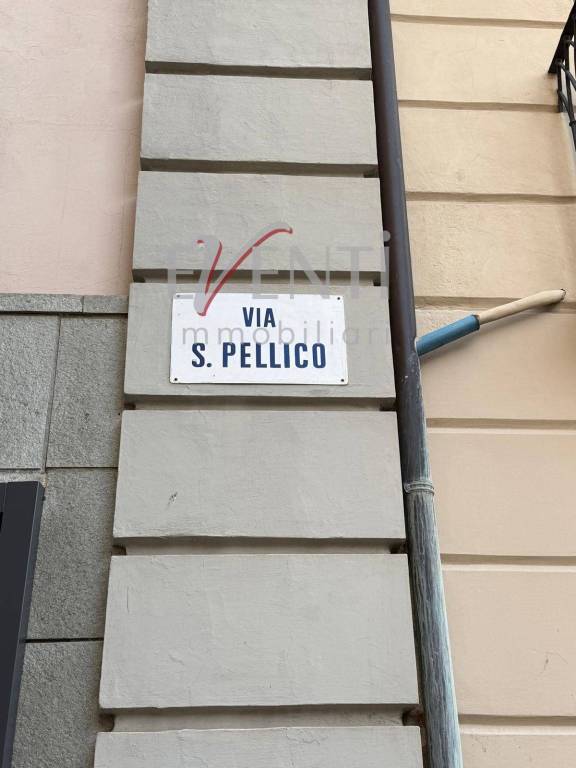 EVENTi
immobiliari
VIA
S. PELLICO